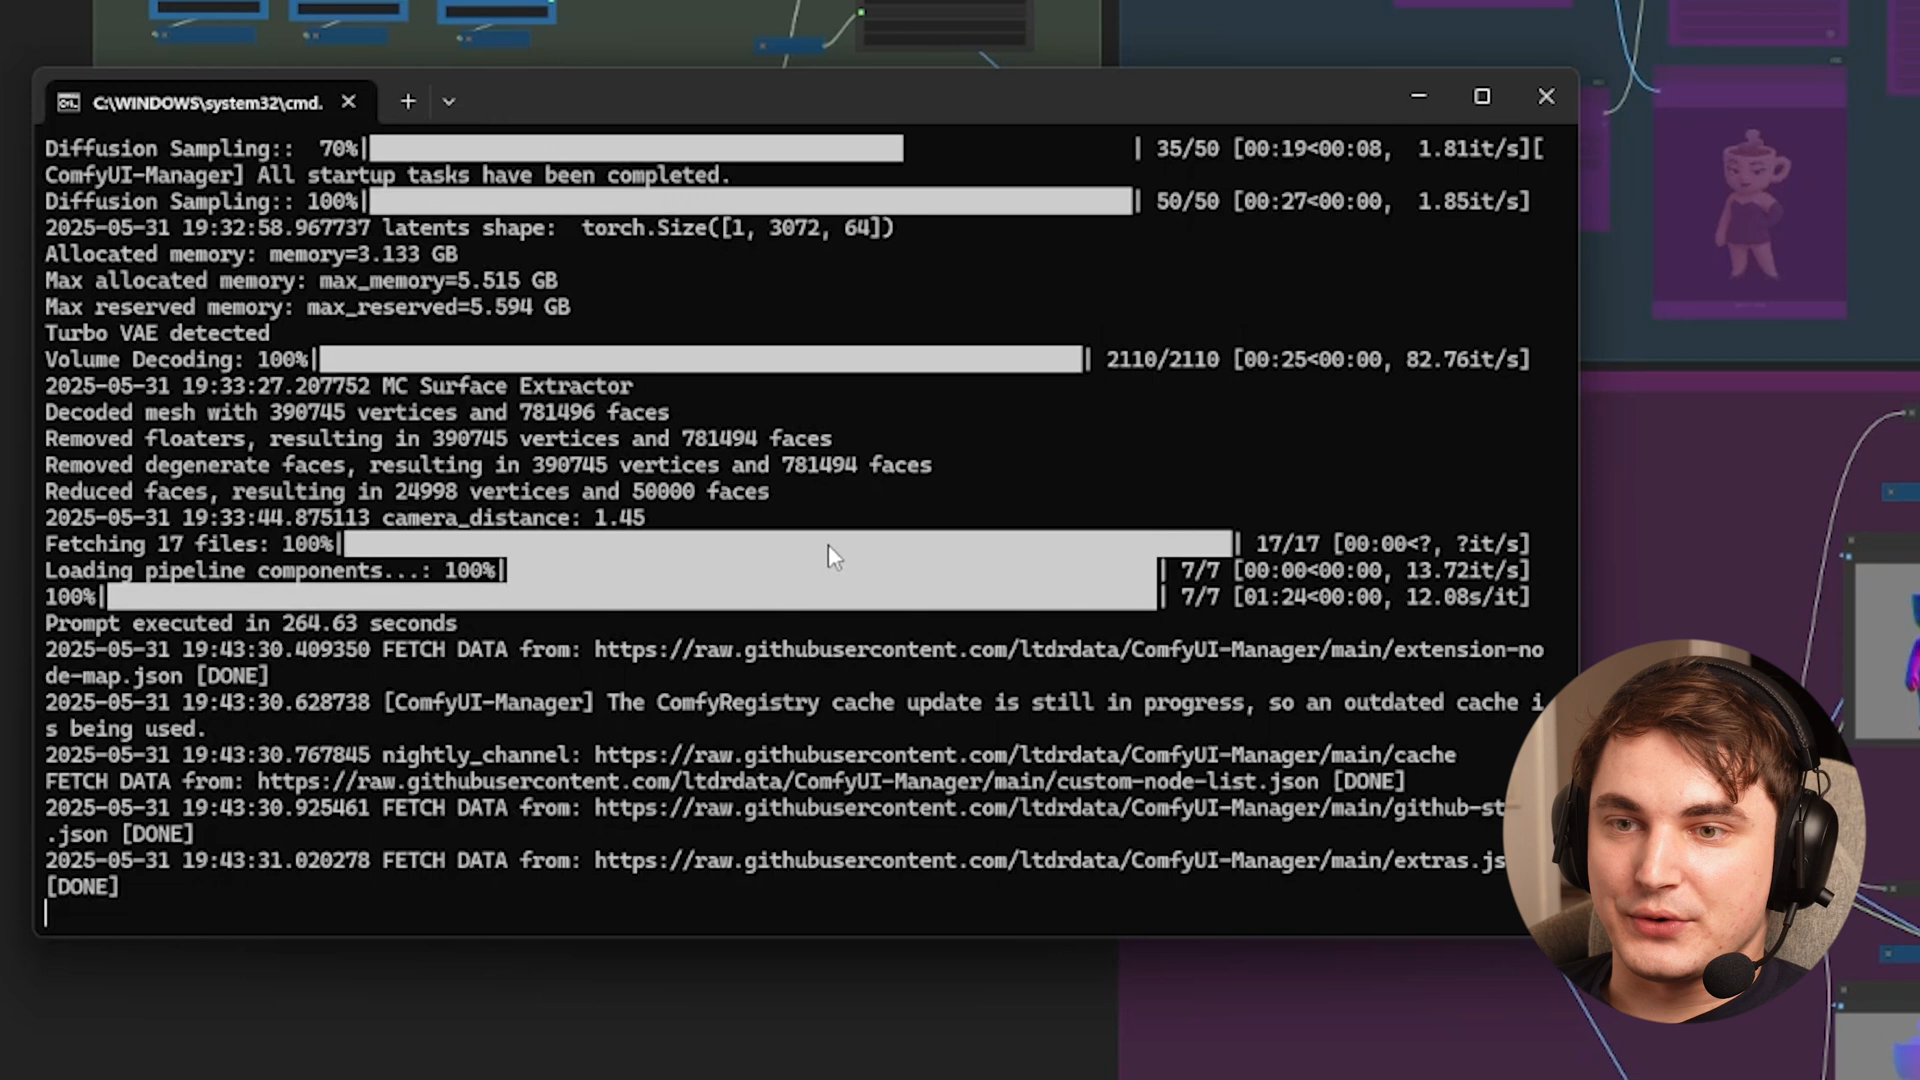 C:\WINDOWS\system32\cmd.
Diffusion Sampling:: 70%| | 35/50 [00:19<00:08, 1.81it/s][
ComfyUI-Manager] All startup tasks have been completed.
Diffusion Sampling:: 100%| | 50/50 [00:27<00:00, 1.85it/s]
2025-05-31 19:32:58.967737 latents shape: torch.Size([1, 3072, 64])
Allocated memory: memory=3.133 GB
Max allocated memory: max_memory=5.515 GB
Max reserved memory: max_reserved=5.594 GB
Turbo VAE detected
Volume Decoding: 100%| | 2110/2110 [00:25<00:00, 82.76it/s]
2025-05-31 19:33:27.207752 MC Surface Extractor
Decoded mesh with 390745 vertices and 781496 faces
Removed floaters, resulting in 390745 vertices and 781494 faces
Removed degenerate faces, resulting in 390745 vertices and 781494 faces
Reduced faces, resulting in 24998 vertices and 50000 faces
2025-05-31 19:33:44.875113 camera_distance: 1.45
Fetching 17 files: 100%| | 17/17 [00:00<?, ?it/s]
Loading pipeline components...: 100%| | 7/7 [00:00<00:00, 13.72it/s]
100%| | 7/7 [01:24<00:00, 12.08s/it]
Prompt executed in 264.63 seconds
2025-05-31 19:43:30.409350 FETCH DATA from: https://raw.githubusercontent.com/ltdrdata/ComfyUI-Manager/main/extension-no
de-map.json [DONE]
2025-05-31 19:43:30.628738 [ComfyUI-Manager] The ComfyRegistry cache update is still in progress, so an outdated cache i
s being used.
2025-05-31 19:43:30.767845 nightly_channel: https://raw.githubusercontent.com/ltdrdata/ComfyUI-Manager/main/cache
FETCH DATA from: https://raw.githubusercontent.com/ltdrdata/ComfyUI-Manager/main/custom-node-list.json [DONE]
2025-05-31 19:43:30.925461 FETCH DATA from: https://raw.githubusercontent.com/ltdrdata/ComfyUI-Manager/main/github-st
.json [DONE]
2025-05-31 19:43:31.020278 FETCH DATA from: https://raw.githubusercontent.com/ltdrdata/ComfyUI-Manager/main/extras.js
[DONE]